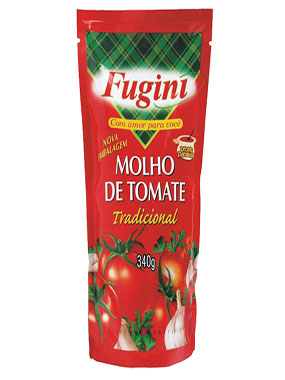 Fugini
Com amor para você
NOVA
EMBALAGEM
MOLHO
DE TOMATE
Tradicional
340g